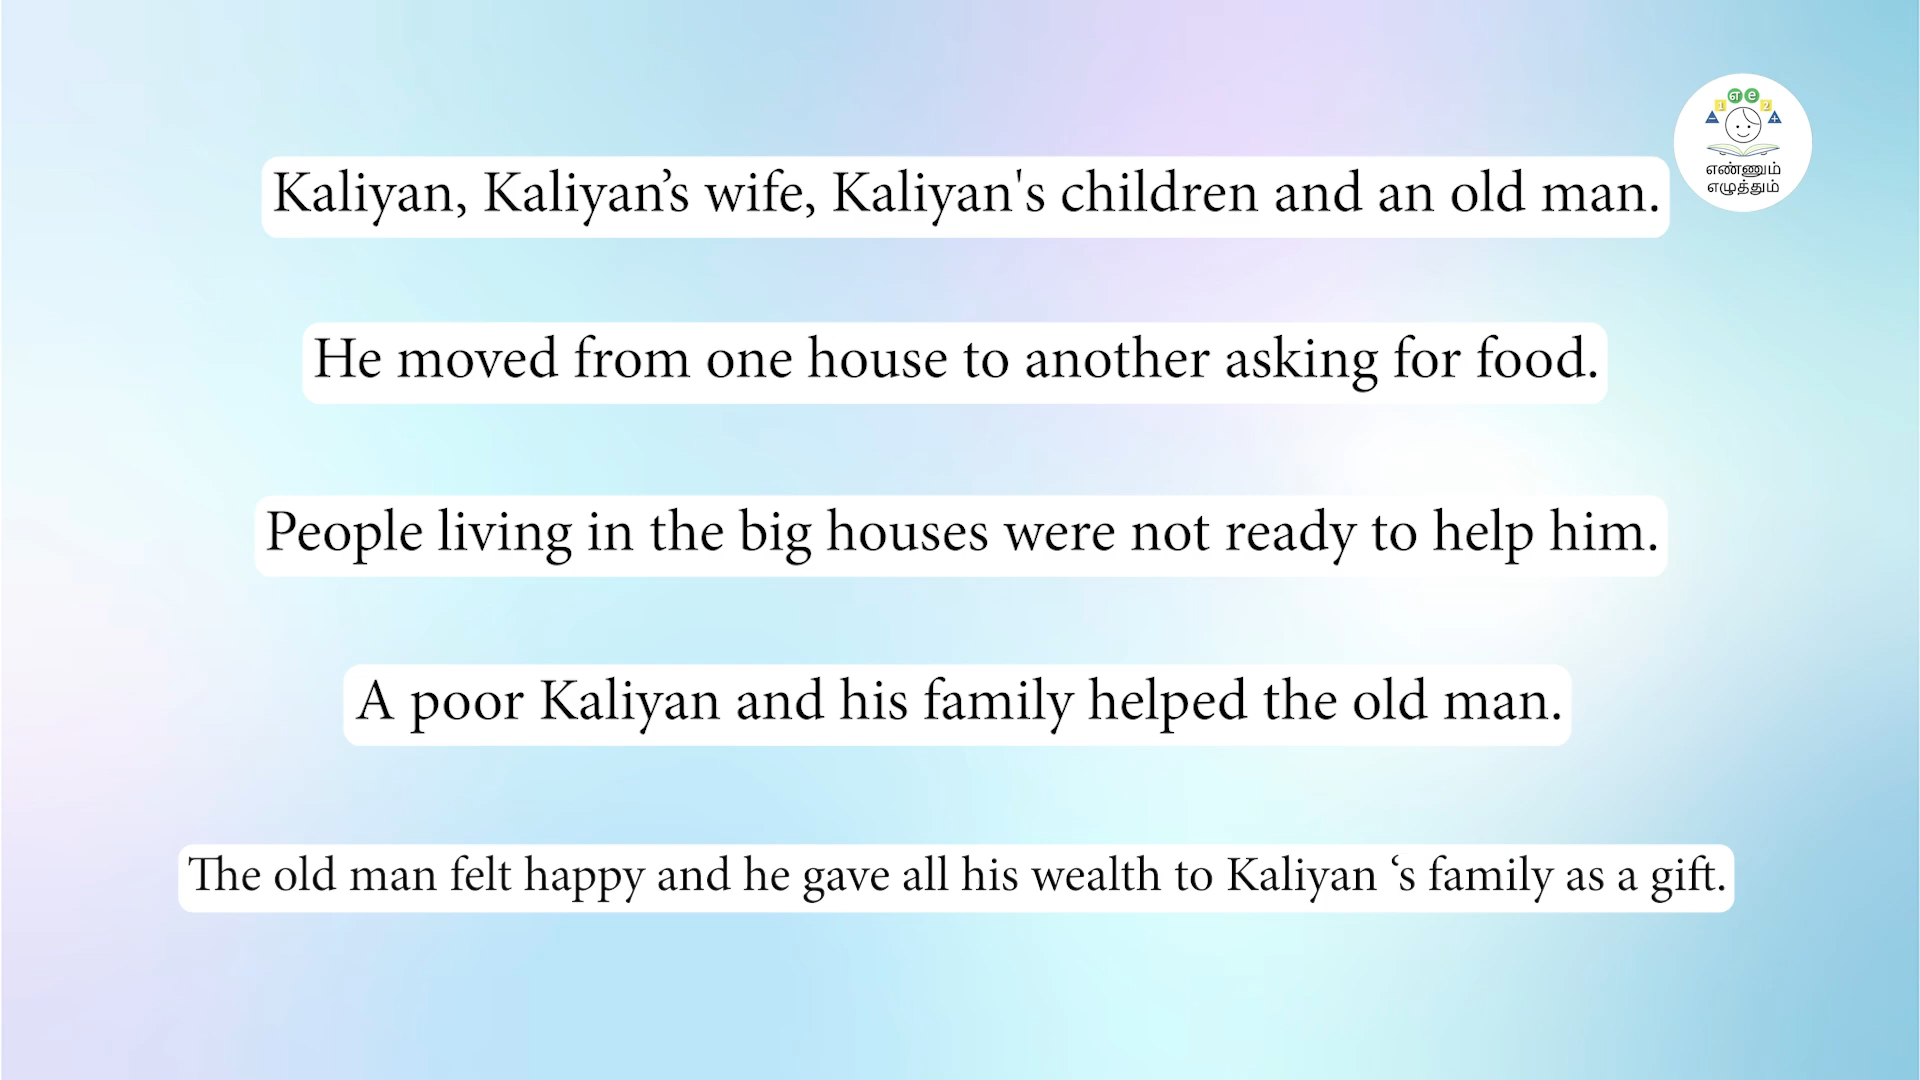 எ e
1 2
− +
எண்ணும்
எழுத்தும்
Kaliyan, Kaliyan’s wife, Kaliyan's children and an old man.
He moved from one house to another asking for food.
People living in the big houses were not ready to help him.
A poor Kaliyan and his family helped the old man.
The old man felt happy and he gave all his wealth to Kaliyan ‘s family as a gift.